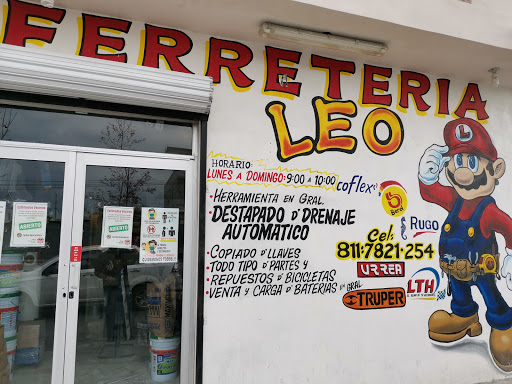 FERRETERIA
LEO
HORARIO:
LUNES A DOMINGO: 9:00 A 10:00
coflex
• HERRAMIENTA EN GRAL.
• DESTAPADO D' DRENAJE
AUTOMATICO
Rugo
Cel:
811-7821-254
• COPIADO D' LLAVES
• TODO TIPO D' PARTES Y
• REPUESTOS D' BICICLETAS
• VENTA Y CARGA D' BATERIAS EN GRAL
URREA
TRUPER
LTH
L
ABIERTO
ABIERTO